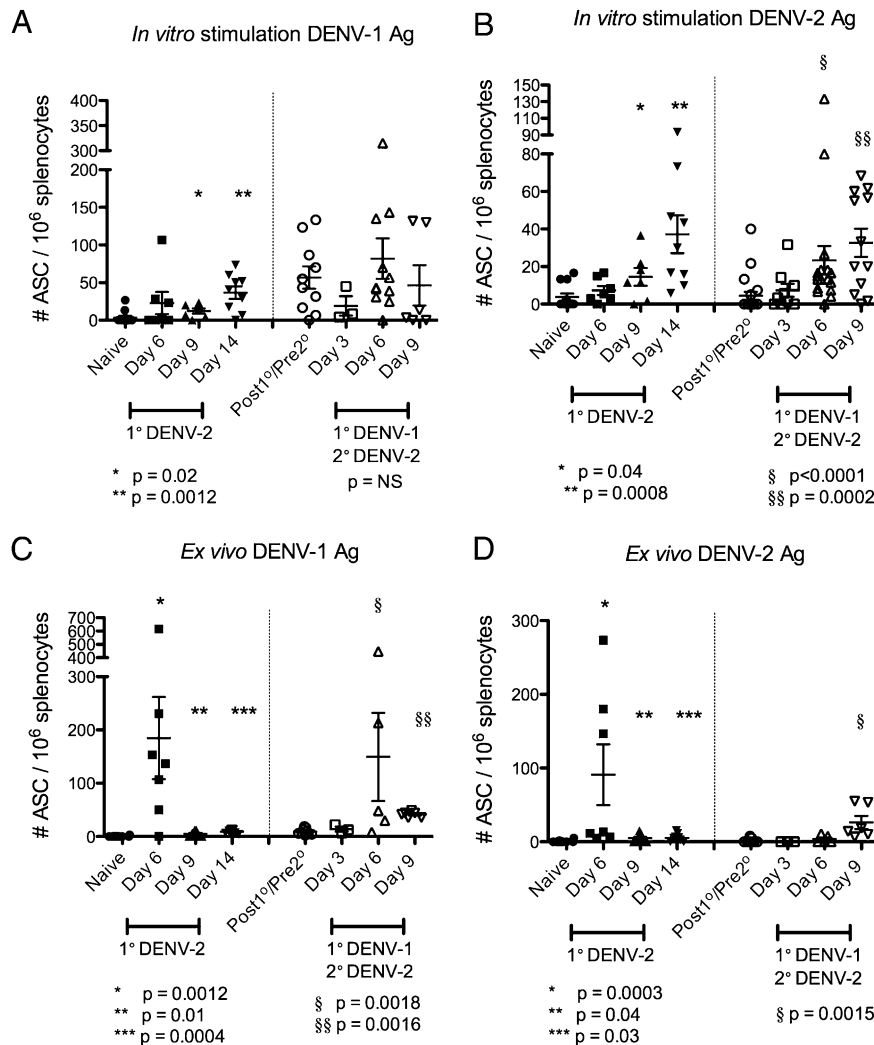 A
In vitro stimulation DENV-1 Ag
# ASC / 10⁶ splenocytes
400
350
300
200
150
100
50
0
*
**
Naive
Day 6
Day 9
Day 14
Post1º/Pre2º
Day 3
Day 6
Day 9
1° DENV-2
1° DENV-1
2° DENV-2
* p = 0.02
** p = 0.0012
p = NS
B
In vitro stimulation DENV-2 Ag
# ASC / 10⁶ splenocytes
150
130
110
90
80
60
40
20
0
*
**
§
§§
Naive
Day 6
Day 9
Day 14
Post1º/Pre2º
Day 3
Day 6
Day 9
1° DENV-2
1° DENV-1
2° DENV-2
* p = 0.04
** p = 0.0008
§ p<0.0001
§§ p = 0.0002
C
Ex vivo DENV-1 Ag
# ASC / 10⁶ splenocytes
700
600
500
400
300
200
100
0
*
**
***
§
§§
Naive
Day 6
Day 9
Day 14
Post1º/Pre2º
Day 3
Day 6
Day 9
1° DENV-2
1° DENV-1
2° DENV-2
* p = 0.0012
** p = 0.01
*** p = 0.0004
§ p = 0.0018
§§ p = 0.0016
D
Ex vivo DENV-2 Ag
# ASC / 10⁶ splenocytes
300
200
100
0
*
**
***
§
Naive
Day 6
Day 9
Day 14
Post1º/Pre2º
Day 3
Day 6
Day 9
1° DENV-2
1° DENV-1
2° DENV-2
* p = 0.0003
** p = 0.04
*** p = 0.03
§ p = 0.0015